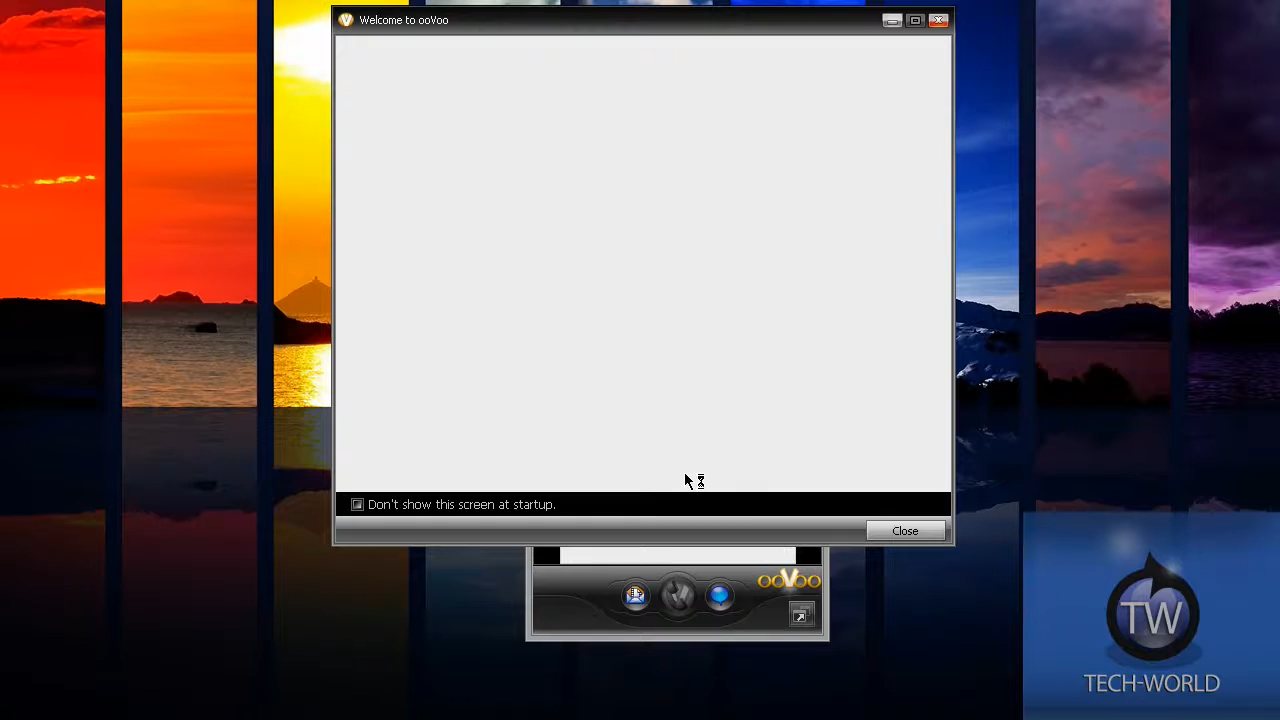 Welcome to ooVoo
Don't show this screen at startup.
Close
ooVoo
TW
TECH-WORLD